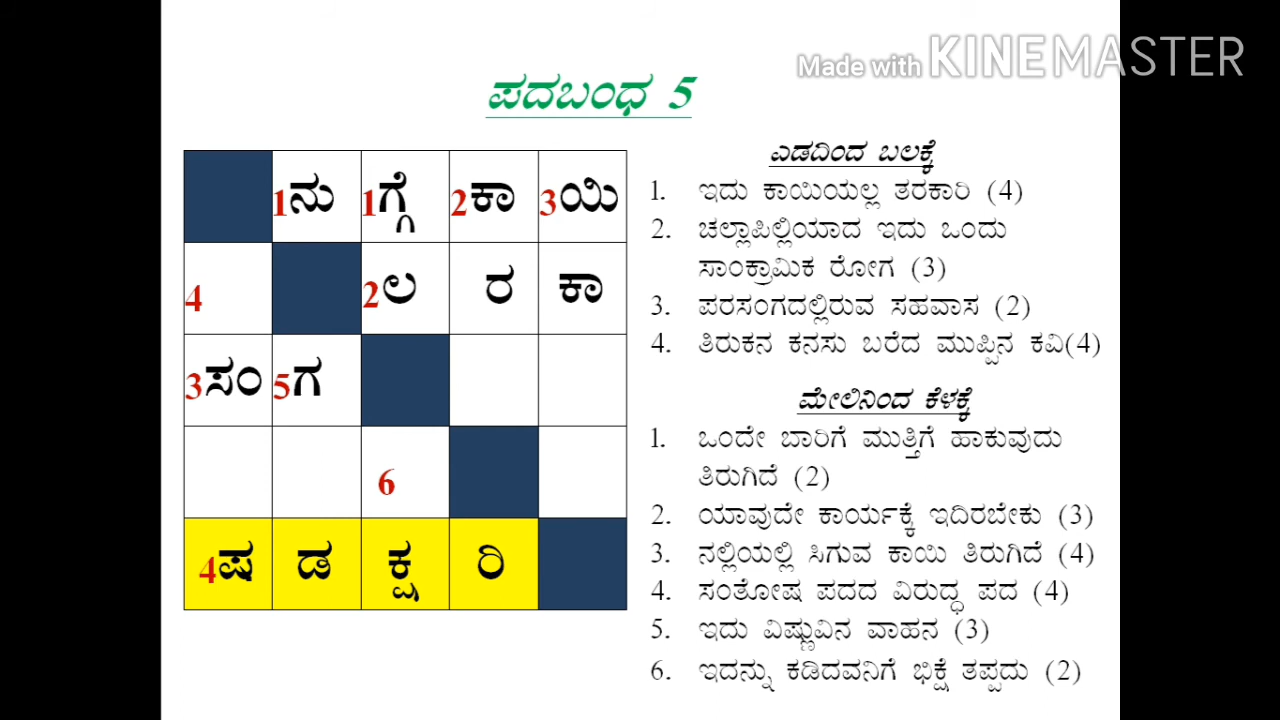 Made with KINEMASTER
ಪದಬಂಧ 5
1ನು 1ಗ್ಗೆ 2ಕಾ 3ಯಿ
4 2ಲ ರ ಕಾ
3ಸಂ 5ಗ
6
4ಷ ಡ ಕ್ಷ ರಿ
ಎಡದಿಂದ ಬಲಕ್ಕೆ
1. ಇದು ಕಾಯಿಯಲ್ಲ ತರಕಾರಿ (4)
2. ಚಲ್ಲಾಪಿಲ್ಲಿಯಾದ ಇದು ಒಂದು
ಸಾಂಕ್ರಾಮಿಕ ರೋಗ (3)
3. ಪರಸಂಗದಲ್ಲಿರುವ ಸಹವಾಸ (2)
4. ತಿರುಕನ ಕನಸು ಬರೆದ ಮುಪ್ಪಿನ ಕವಿ(4)
ಮೇಲಿನಿಂದ ಕೆಳಕ್ಕೆ
1. ಒಂದೇ ಬಾರಿಗೆ ಮುತ್ತಿಗೆ ಹಾಕುವುದು
ತಿರುಗಿದೆ (2)
2. ಯಾವುದೇ ಕಾರ್ಯಕ್ಕೆ ಇದಿರಬೇಕು (3)
3. ನಲ್ಲಿಯಲ್ಲಿ ಸಿಗುವ ಕಾಯಿ ತಿರುಗಿದೆ (4)
4. ಸಂತೋಷ ಪದದ ವಿರುದ್ಧ ಪದ (4)
5. ಇದು ವಿಷ್ಣುವಿನ ವಾಹನ (3)
6. ಇದನ್ನು ಕಡಿದವನಿಗೆ ಭಿಕ್ಷೆ ತಪ್ಪದು (2)